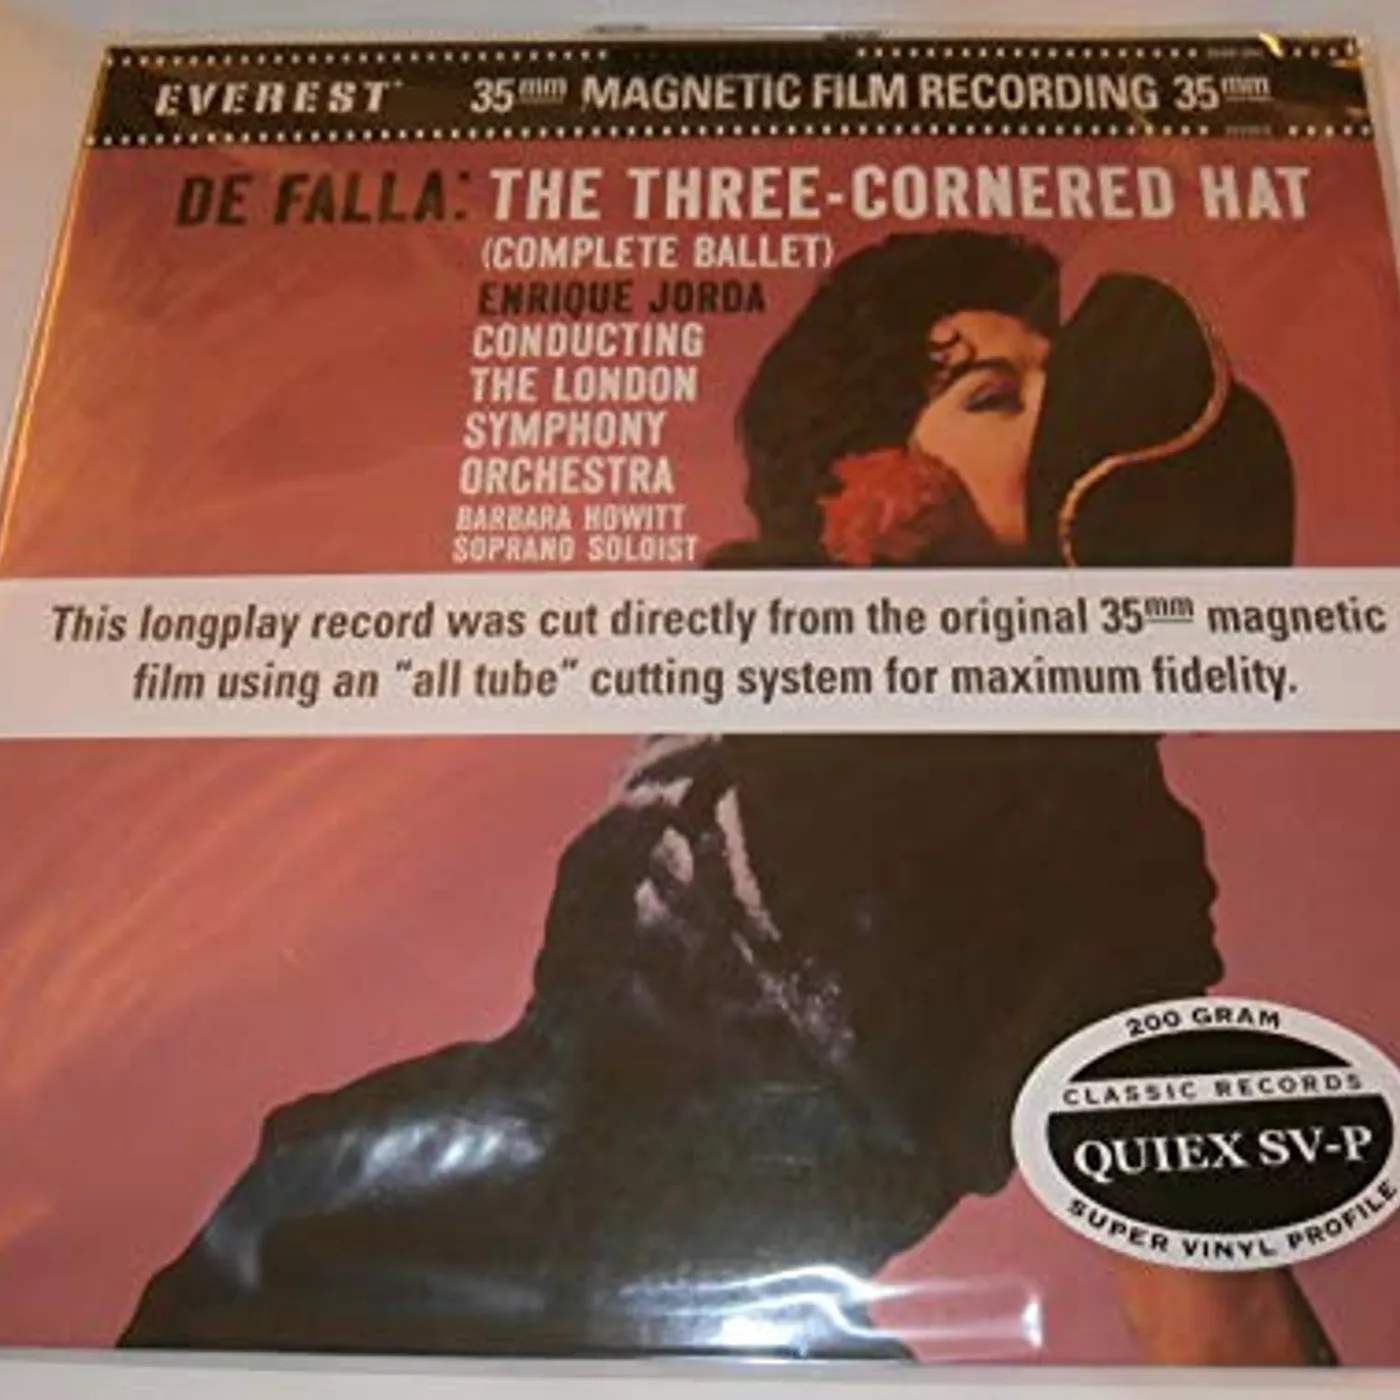 EVEREST 35mm MAGNETIC FILM RECORDING 35mm
DE FALLA: THE THREE-CORNERED HAT
(COMPLETE BALLET)
ENRIQUE JORDA
CONDUCTING
THE LONDON
SYMPHONY
ORCHESTRA
BARBARA HOWITT
SOPRANO SOLOIST
This longplay record was cut directly from the original 35mm magnetic
film using an "all tube" cutting system for maximum fidelity.
200 GRAM
CLASSIC RECORDS
QUIEX SV-P
SUPER VINYL PROFILE